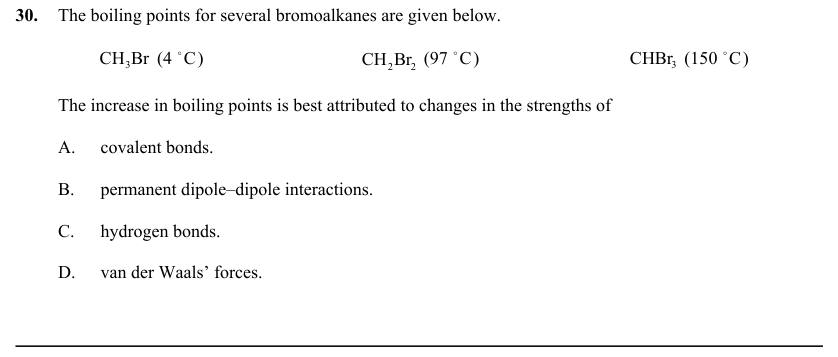 30. The boiling points for several bromoalkanes are given below.
CH₃Br (4 °C) CH₂Br₂ (97 °C) CHBr₃ (150 °C)
The increase in boiling points is best attributed to changes in the strengths of
A. covalent bonds.
B. permanent dipole–dipole interactions.
C. hydrogen bonds.
D. van der Waals’ forces.